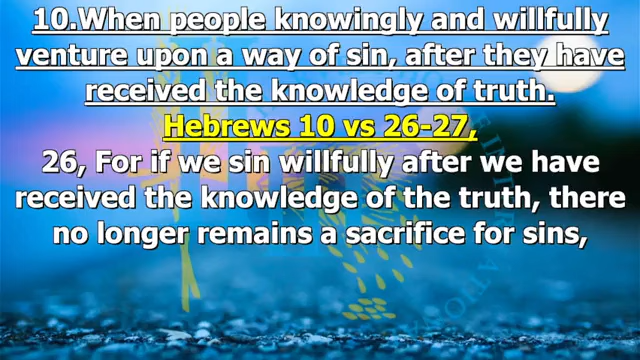 10.When people knowingly and willfully
venture upon a way of sin, after they have
received the knowledge of truth.
Hebrews 10 vs 26-27,
26, For if we sin willfully after we have
received the knowledge of the truth, there
no longer remains a sacrifice for sins,